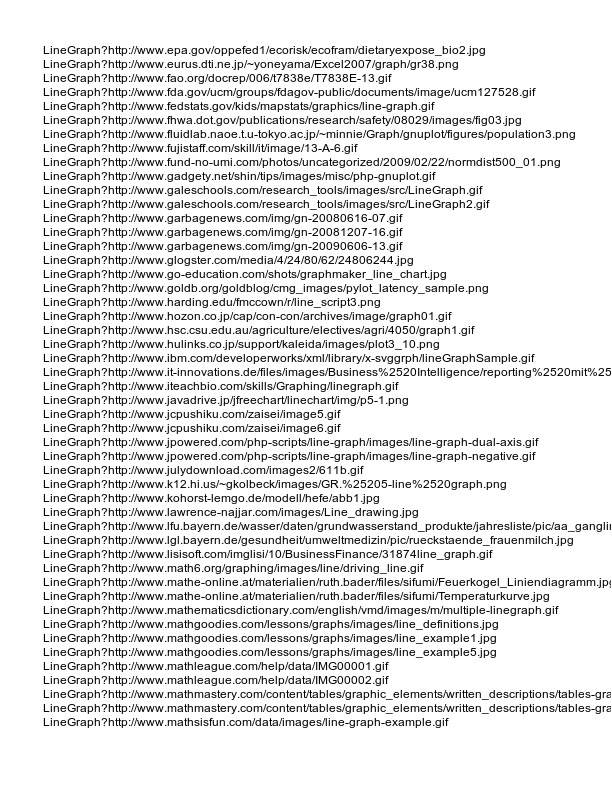 LineGraph?http://www.epa.gov/oppefed1/ecorisk/ecofram/dietaryexpose_bio2.jpg
LineGraph?http://www.eurus.dti.ne.jp/~yoneyama/Excel2007/graph/gr38.png
LineGraph?http://www.fao.org/docrep/006/t7838e/T7838E-13.gif
LineGraph?http://www.fda.gov/ucm/groups/fdagov-public/documents/image/ucm127528.gif
LineGraph?http://www.fedstats.gov/kids/mapstats/graphics/line-graph.gif
LineGraph?http://www.fhwa.dot.gov/publications/research/safety/08029/images/fig03.jpg
LineGraph?http://www.fluidlab.naoe.t.u-tokyo.ac.jp/~minnie/Graph/gnuplot/figures/population3.png
LineGraph?http://www.fujistaff.com/skill/it/image/13-A-6.gif
LineGraph?http://www.fund-no-umi.com/photos/uncategorized/2009/02/22/normdist500_01.png
LineGraph?http://www.gadgety.net/shin/tips/images/misc/php-gnuplot.gif
LineGraph?http://www.galeschools.com/research_tools/images/src/LineGraph.gif
LineGraph?http://www.galeschools.com/research_tools/images/src/LineGraph2.gif
LineGraph?http://www.garbagenews.com/img/gn-20080616-07.gif
LineGraph?http://www.garbagenews.com/img/gn-20081207-16.gif
LineGraph?http://www.garbagenews.com/img/gn-20090606-13.gif
LineGraph?http://www.glogster.com/media/4/24/80/62/24806244.jpg
LineGraph?http://www.go-education.com/shots/graphmaker_line_chart.jpg
LineGraph?http://www.goldb.org/goldblog/cmg_images/pylot_latency_sample.png
LineGraph?http://www.harding.edu/fmccown/r/line_script3.png
LineGraph?http://www.hozon.co.jp/cap/con-con/archives/image/graph01.gif
LineGraph?http://www.hsc.csu.edu.au/agriculture/electives/agri/4050/graph1.gif
LineGraph?http://www.hulinks.co.jp/support/kaleida/images/plot3_10.png
LineGraph?http://www.ibm.com/developerworks/xml/library/x-svggrph/lineGraphSample.gif
LineGraph?http://www.it-innovations.de/files/images/Business%2520Intelligence/reporting%2520mit%25
LineGraph?http://www.iteachbio.com/skills/Graphing/linegraph.gif
LineGraph?http://www.javadrive.jp/jfreechart/linechart/img/p5-1.png
LineGraph?http://www.jcpushiku.com/zaisei/image5.gif
LineGraph?http://www.jcpushiku.com/zaisei/image6.gif
LineGraph?http://www.jpowered.com/php-scripts/line-graph/images/line-graph-dual-axis.gif
LineGraph?http://www.jpowered.com/php-scripts/line-graph/images/line-graph-negative.gif
LineGraph?http://www.julydownload.com/images2/611b.gif
LineGraph?http://www.k12.hi.us/~gkolbeck/images/GR.%25205-line%2520graph.png
LineGraph?http://www.kohorst-lemgo.de/modell/hefe/abb1.jpg
LineGraph?http://www.lawrence-najjar.com/images/Line_drawing.jpg
LineGraph?http://www.lfu.bayern.de/wasser/daten/grundwasserstand_produkte/jahresliste/pic/aa_gangli
LineGraph?http://www.lgl.bayern.de/gesundheit/umweltmedizin/pic/rueckstaende_frauenmilch.jpg
LineGraph?http://www.lisisoft.com/imglisi/10/BusinessFinance/31874line_graph.gif
LineGraph?http://www.math6.org/graphing/images/line/driving_line.gif
LineGraph?http://www.mathe-online.at/materialien/ruth.bader/files/sifumi/Feuerkogel_Liniendiagramm.jpg
LineGraph?http://www.mathe-online.at/materialien/ruth.bader/files/sifumi/Temperaturkurve.jpg
LineGraph?http://www.mathematicsdictionary.com/english/vmd/images/m/multiple-linegraph.gif
LineGraph?http://www.mathgoodies.com/lessons/graphs/images/line_definitions.jpg
LineGraph?http://www.mathgoodies.com/lessons/graphs/images/line_example1.jpg
LineGraph?http://www.mathgoodies.com/lessons/graphs/images/line_example5.jpg
LineGraph?http://www.mathleague.com/help/data/IMG00001.gif
LineGraph?http://www.mathleague.com/help/data/IMG00002.gif
LineGraph?http://www.mathmastery.com/content/tables/graphic_elements/written_descriptions/tables-gra
LineGraph?http://www.mathmastery.com/content/tables/graphic_elements/written_descriptions/tables-gra
LineGraph?http://www.mathsisfun.com/data/images/line-graph-example.gif